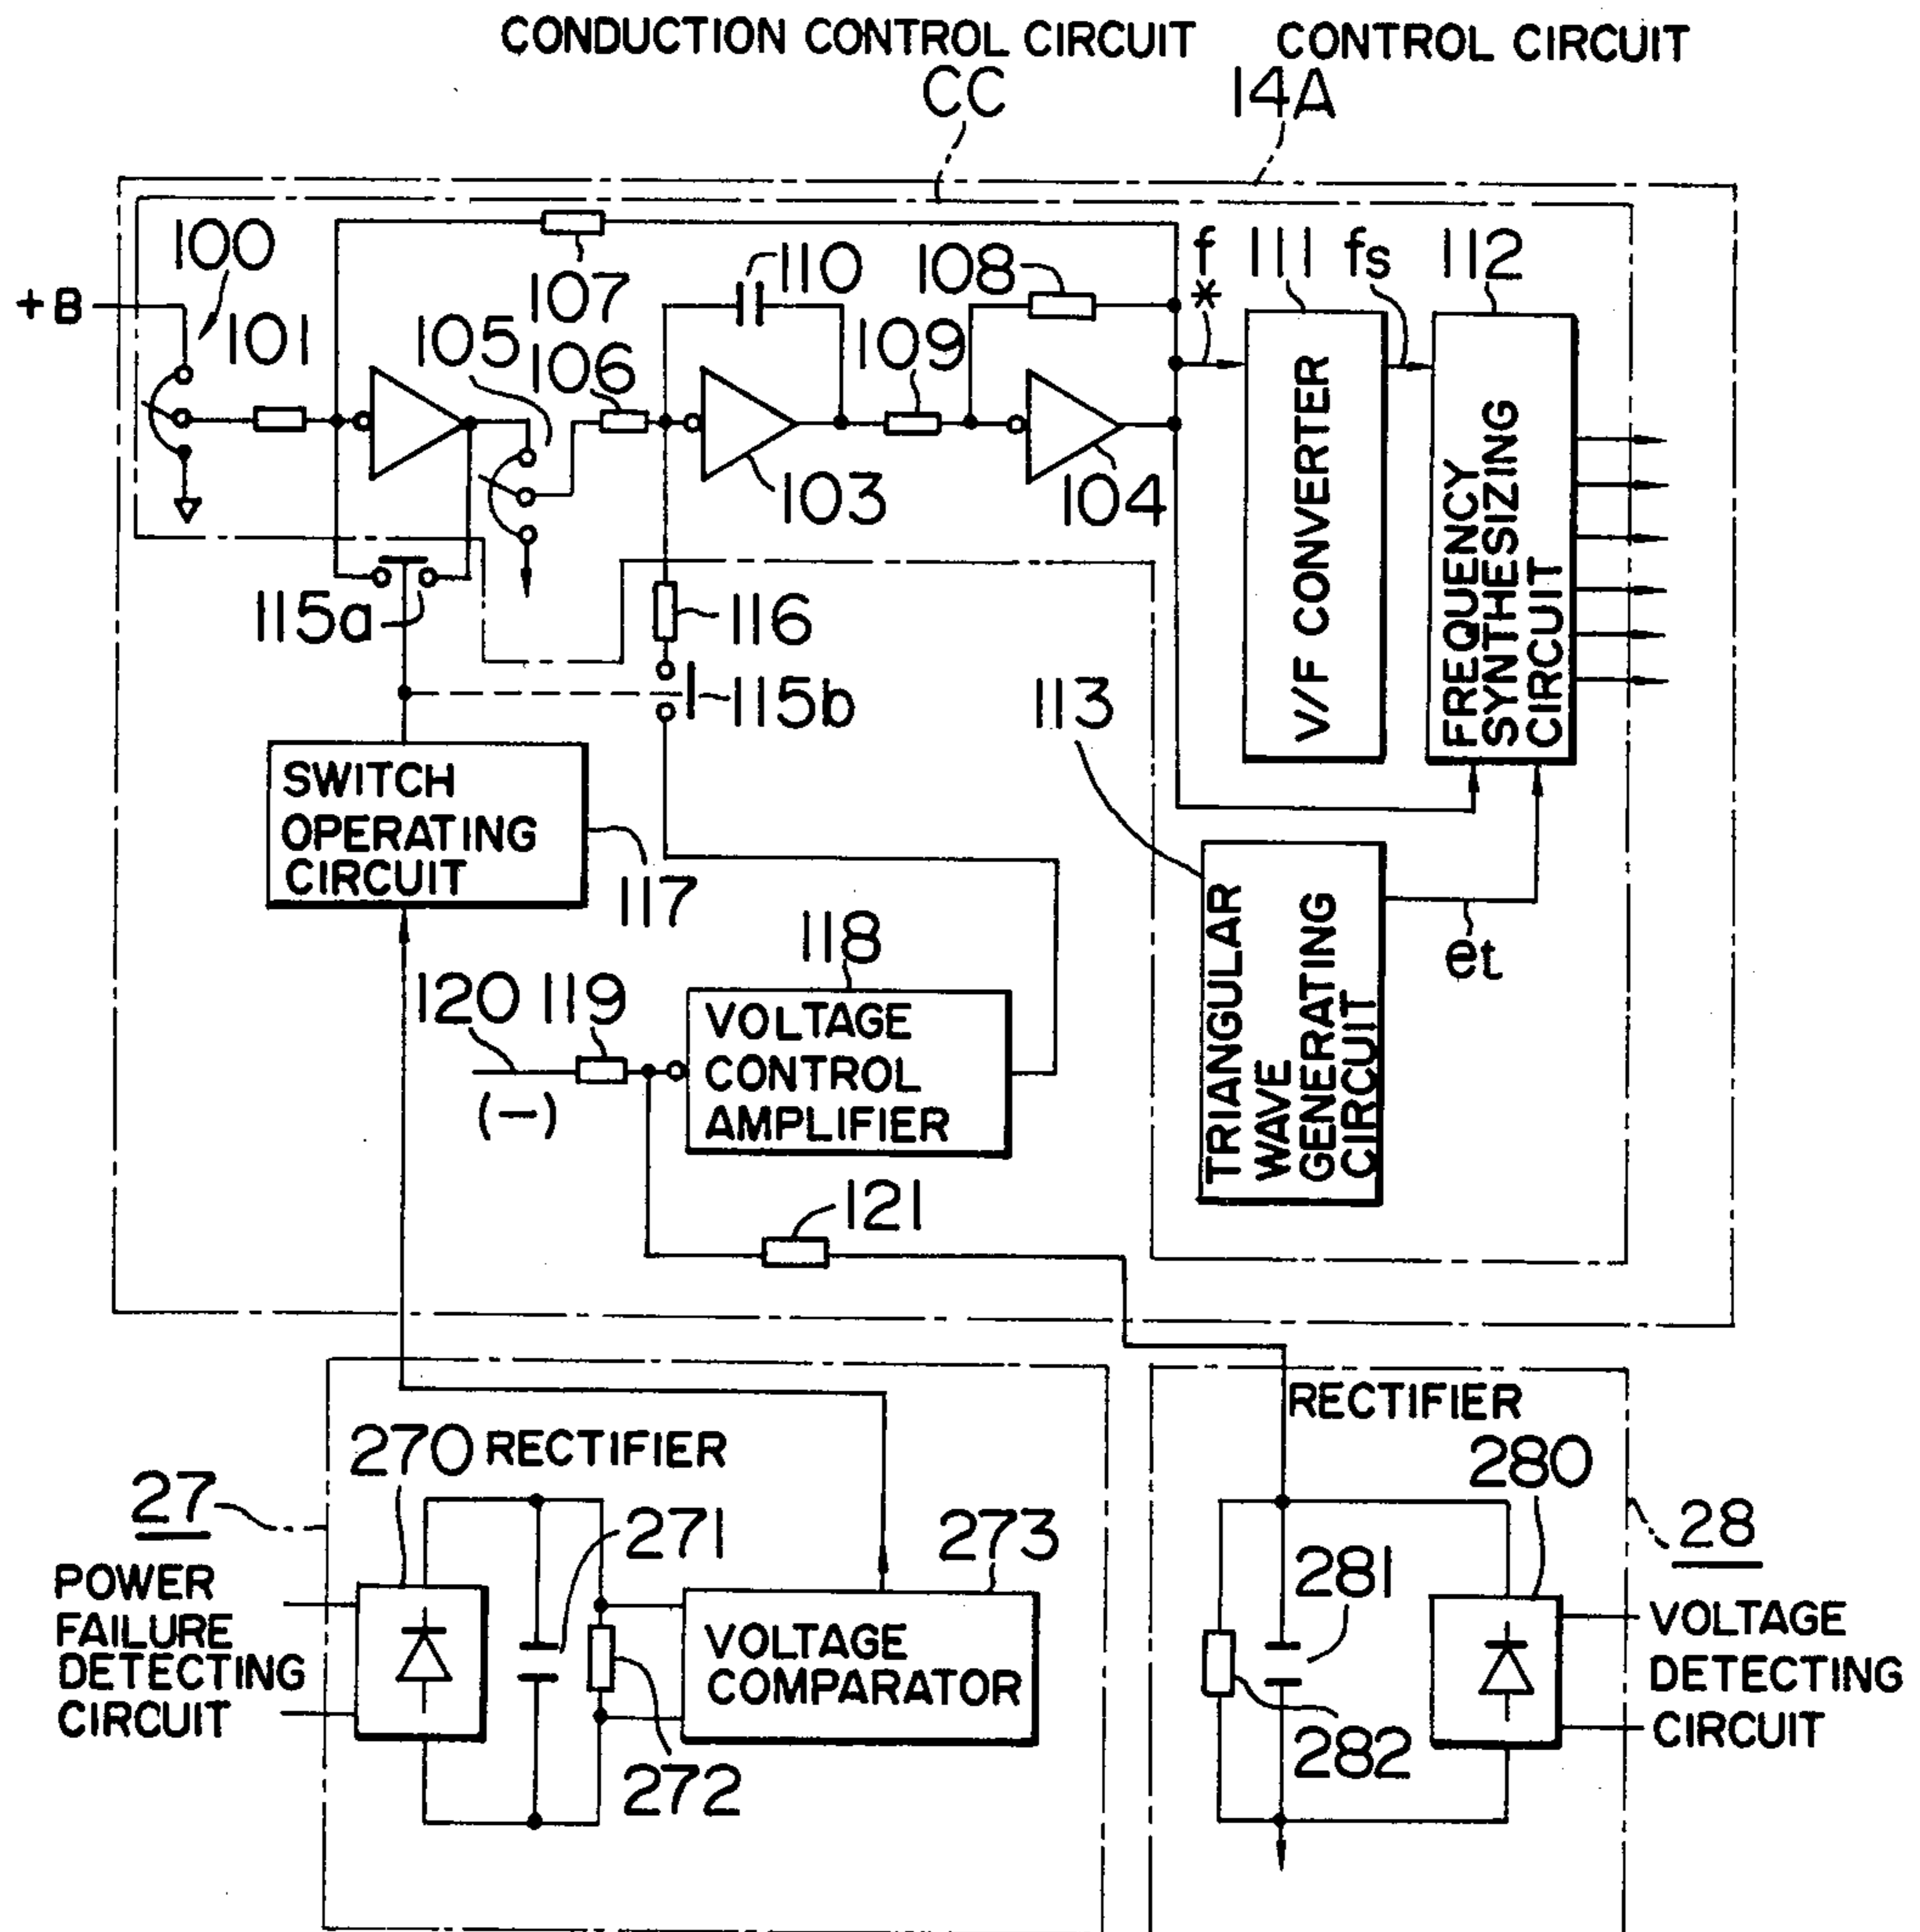 CONDUCTION CONTROL CIRCUIT
CONTROL CIRCUIT
CC
14A
100
+B
101
107
105
106
110
108
109
f
*
111
fs
112
103
104
V/F CONVERTER
FREQUENCY
SYNTHESIZING
CIRCUIT
115a
116
115b
113
SWITCH
OPERATING
CIRCUIT
117
118
120
119
(-)
VOLTAGE
CONTROL
AMPLIFIER
TRIANGULAR
WAVE
GENERATING
CIRCUIT
et
121
27
POWER
FAILURE
DETECTING
CIRCUIT
270
RECTIFIER
271
272
273
VOLTAGE
COMPARATOR
RECTIFIER
280
281
282
28
VOLTAGE
DETECTING
CIRCUIT